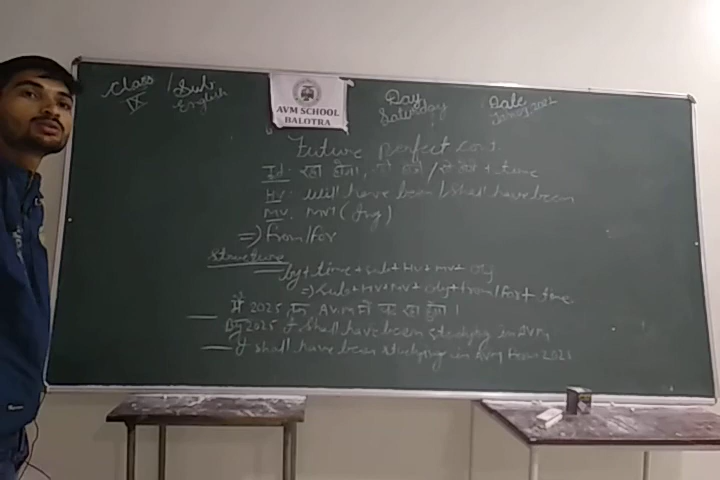 Class / Sub
IX English
AVM SCHOOL
BALOTRA
Day
Saturday
Date
Future Perfect cont.
Id - रहा होगा, / + time
Hv - will have been / shall have been
MV. MV1 (Ing)
=) From/For
Structure
by + time + sub + Hv + mv + obj
=> Sub + Hv + Mv + obj + from/for + time
मैं 2025 AVM में रहा हूँगा ।
By 2025 I shall have been studying in AVM
I shall have been studying in AVM from 2025